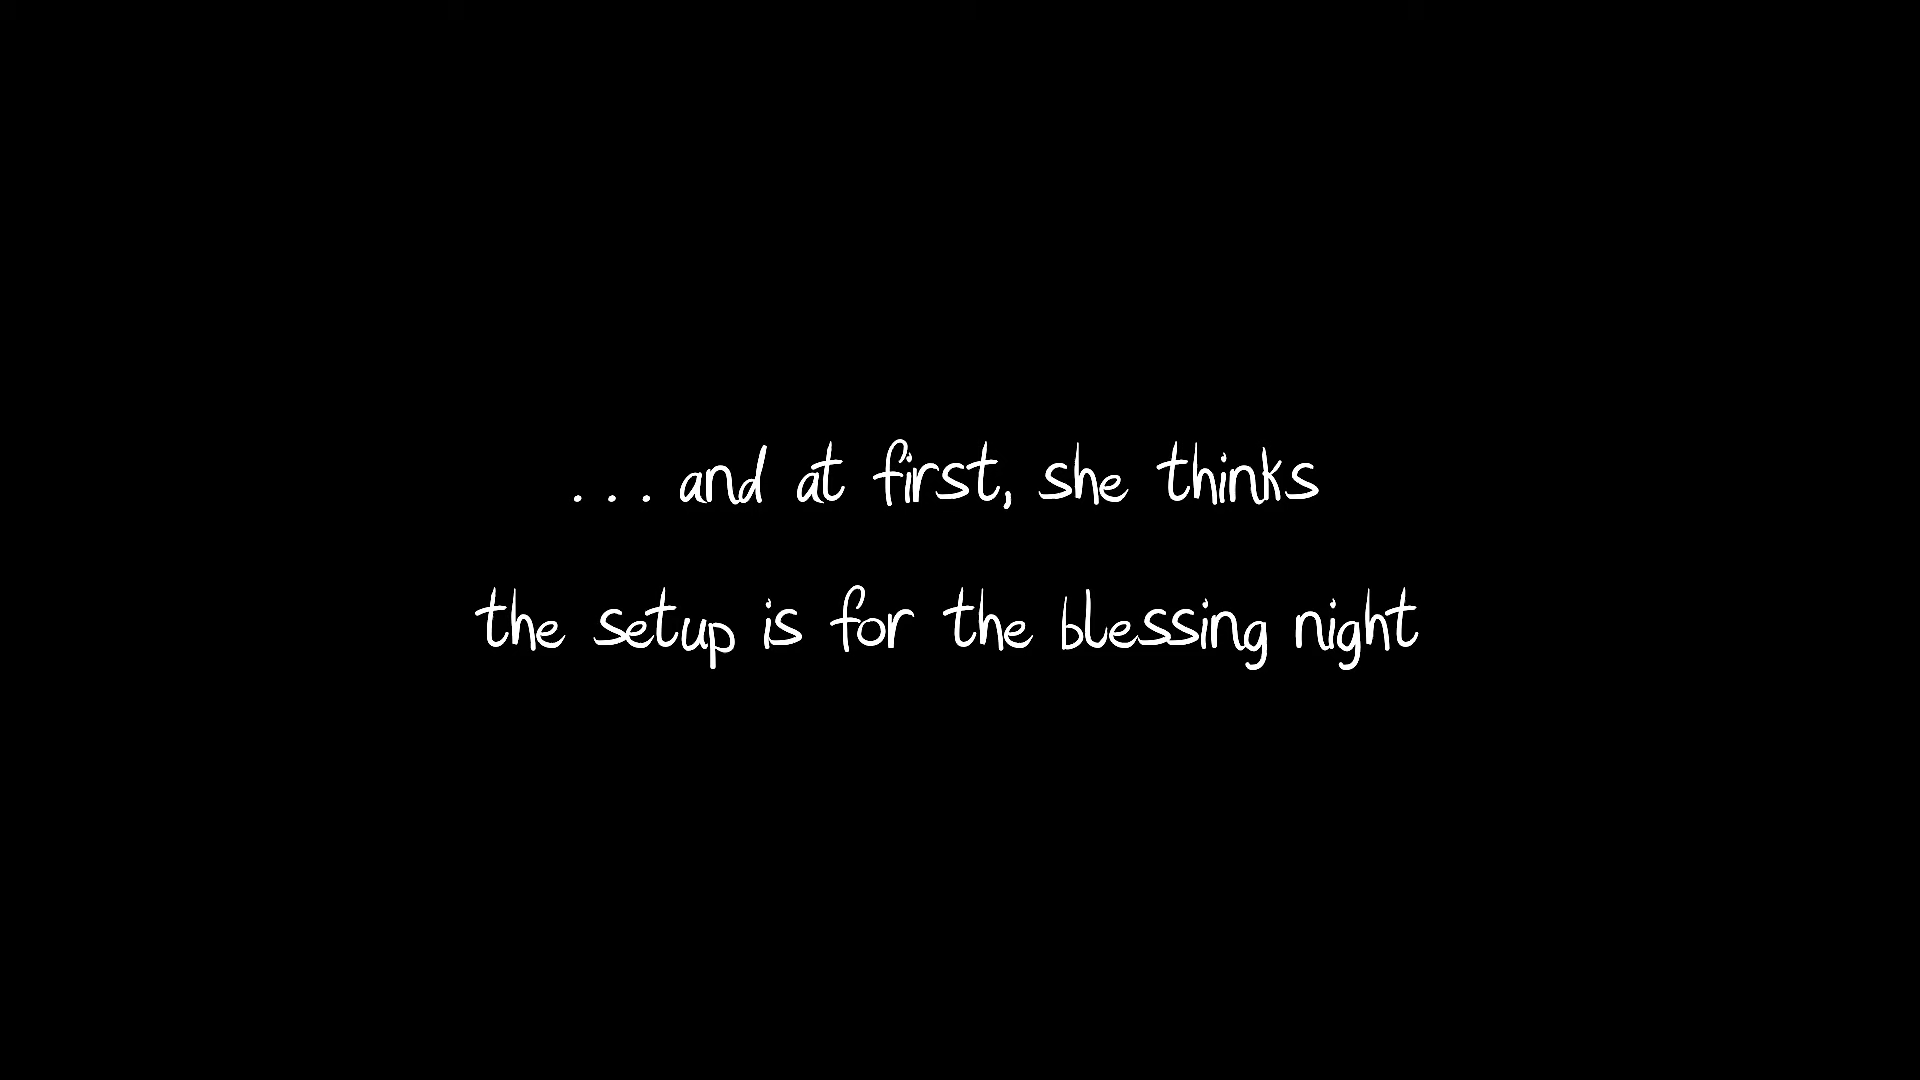 . . . and at first, she thinks
the setup is for the blessing night